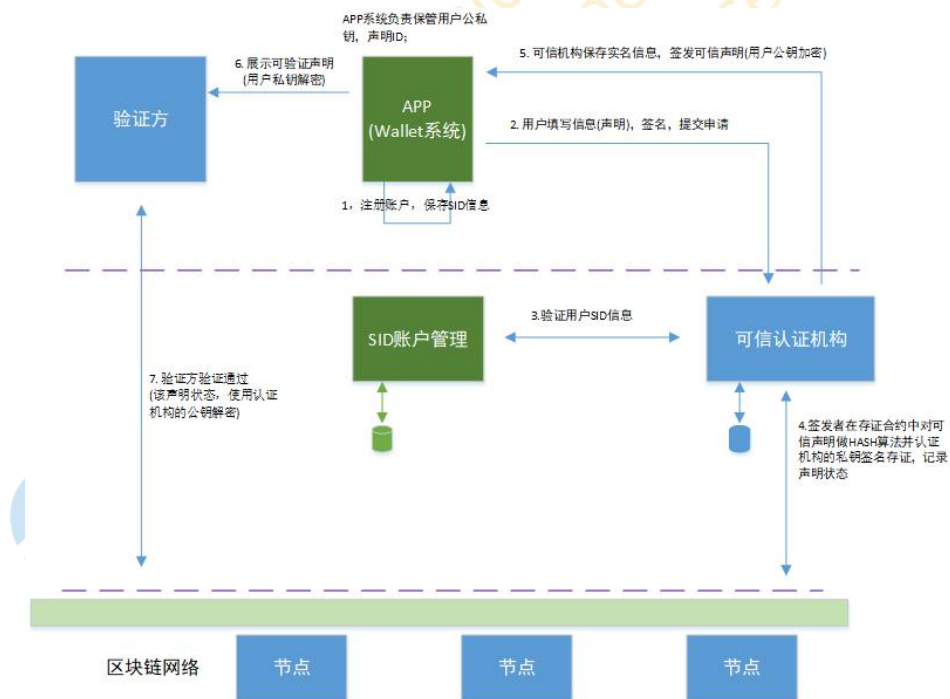 APP系统负责保管用户公私
钥，声明ID；
5. 可信机构保存实名信息，签发可信声明(用户公钥加密)
6. 展示可验证声明
(用户私钥解密)
验证方
APP
(Wallet系统)
2. 用户填写信息(声明)，签名，提交申请
1，注册账户，保存SID信息
SID账户管理
3.验证用户SID信息
可信认证机构
7. 验证方验证通过
(该声明状态，使用认证
机构的公钥解密)
4.签发者在存证合约中对可
信声明做HASH算法并认证
机构的私钥签名存证，记录
声明状态
区块链网络
节点
节点
节点